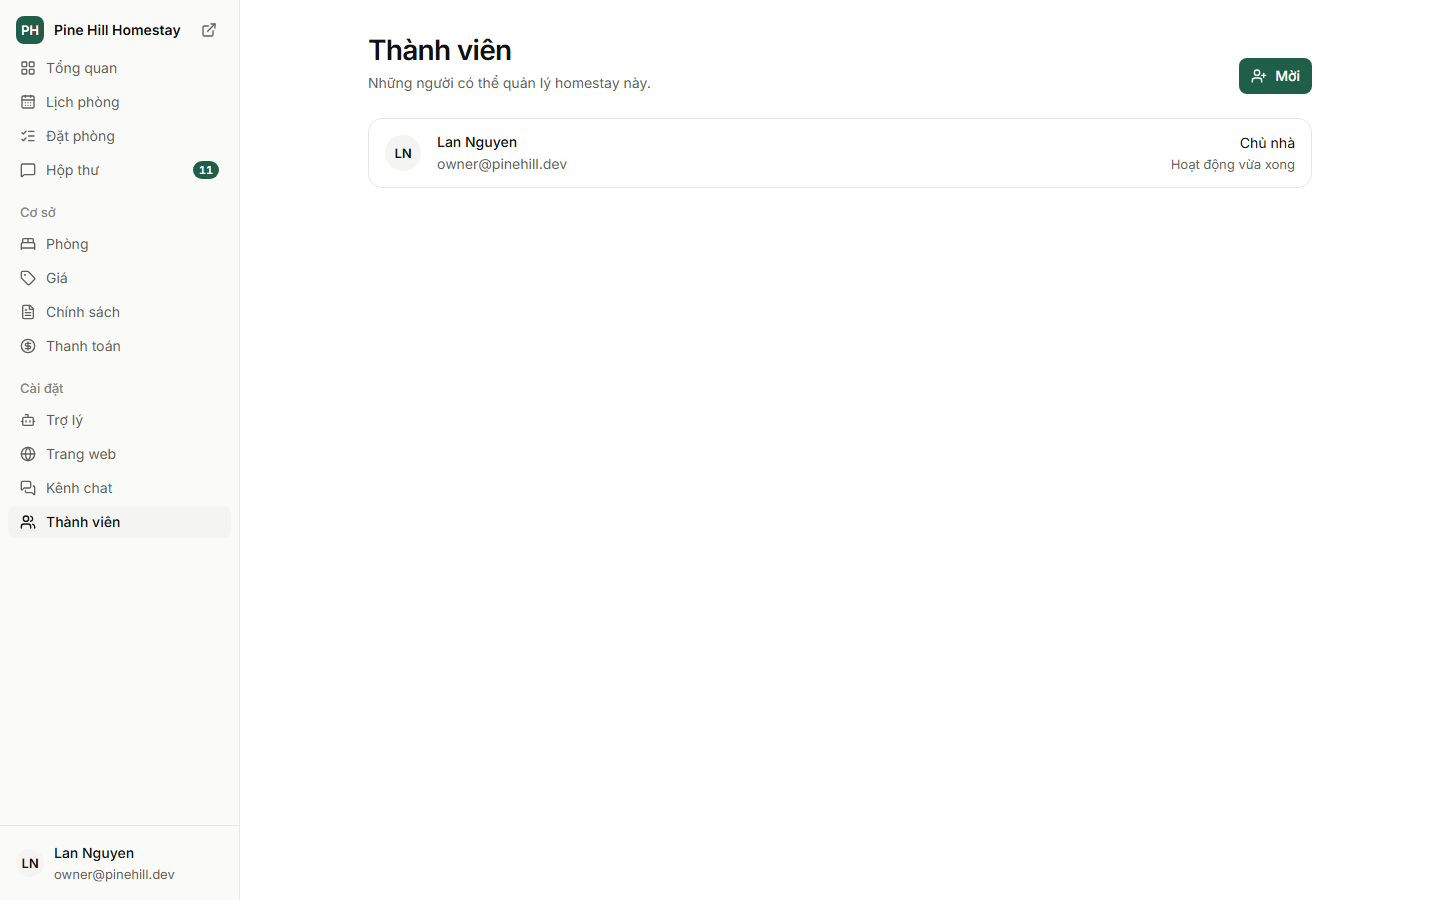 PH Pine Hill Homestay
Tổng quan
Lịch phòng
Đặt phòng
Hộp thư 11
Cơ sở
Phòng
Giá
Chính sách
Thanh toán
Cài đặt
Trợ lý
Trang web
Kênh chat
Thành viên
LN Lan Nguyen
owner@pinehill.dev
Thành viên
Những người có thể quản lý homestay này.
Mời
LN Lan Nguyen
owner@pinehill.dev
Chủ nhà
Hoạt động vừa xong